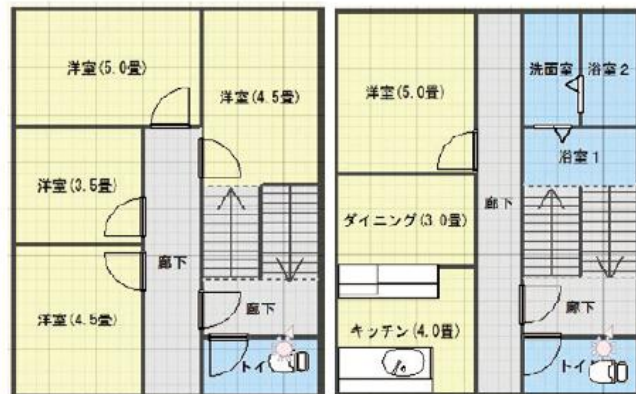 洋室(5.0畳)
洋室(4.5畳)
洋室(3.5畳)
廊下
洋室(4.5畳)
廊下
トイ
洋室(5.0畳)
洗面室
浴室2
浴室1
廊下
ダイニング(3.0畳)
廊下
キッチン(4.0畳)
トイ